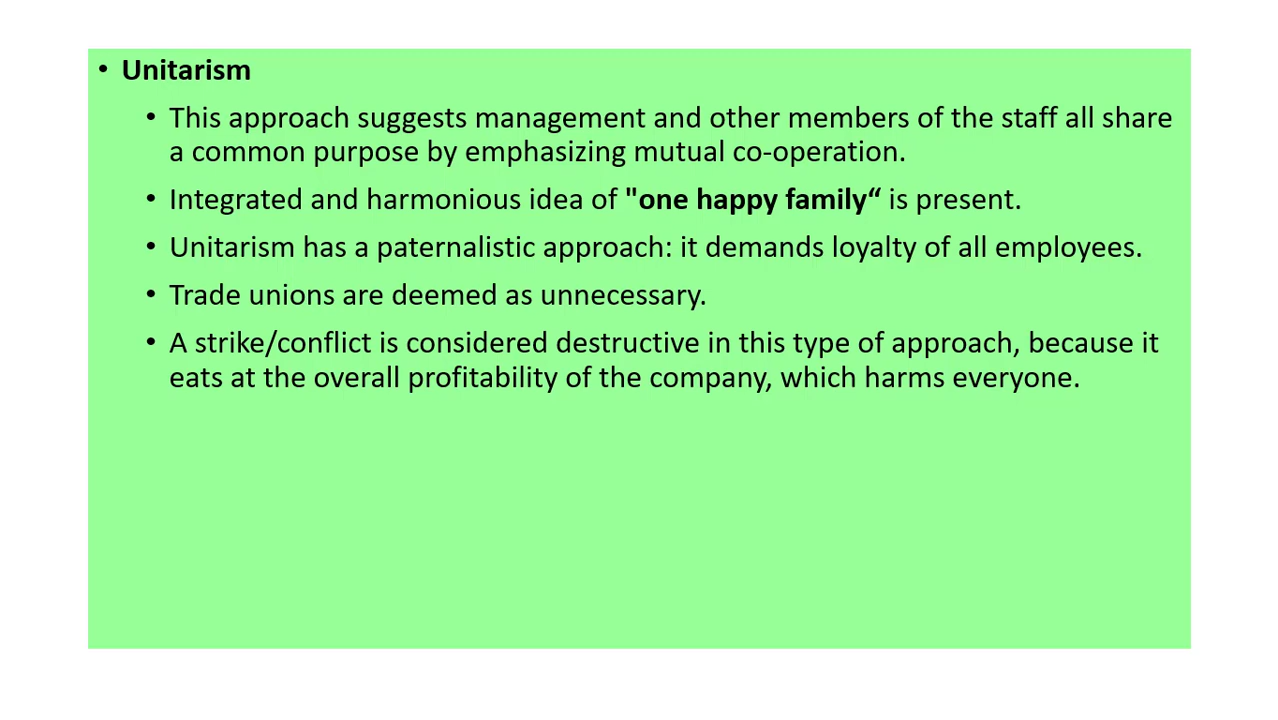 • Unitarism
• This approach suggests management and other members of the staff all share
a common purpose by emphasizing mutual co-operation.
• Integrated and harmonious idea of "one happy family“ is present.
• Unitarism has a paternalistic approach: it demands loyalty of all employees.
• Trade unions are deemed as unnecessary.
• A strike/conflict is considered destructive in this type of approach, because it
eats at the overall profitability of the company, which harms everyone.